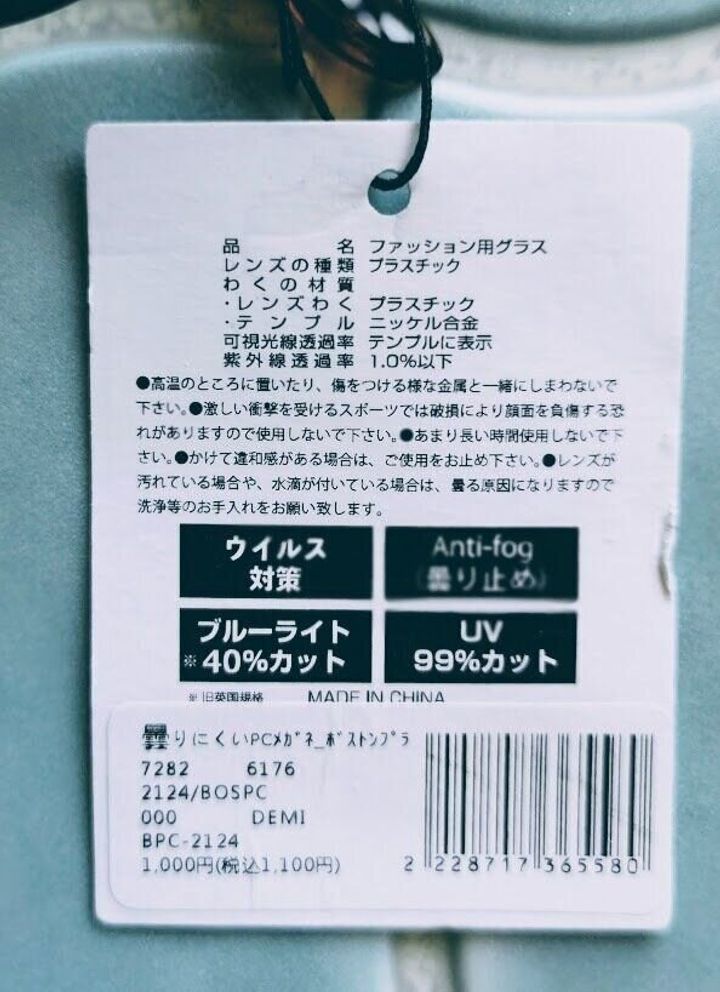 品名 ファッション用グラス
レンズの種類 プラスチック
わくの材質
・レンズわく プラスチック
・テンプル ニッケル合金
可視光線透過率 テンプルに表示
紫外線透過率 1.0%以下
●高温のところに置いたり、傷をつける様な金属と一緒にしまわないで
下さい。●激しい衝撃を受けるスポーツでは破損により顔面を負傷する恐
れがありますので使用しないで下さい。●あまり長い時間使用しないで下
さい。●かけて違和感がある場合は、ご使用をお止め下さい。●レンズが
汚れている場合や、水滴が付いている場合は、曇る原因になりますので
洗浄等のお手入れをお願い致します。
ウイルス
対策
Anti-fog
(曇り止め)
ブルーライト
※40%カット
UV
99%カット
※旧英国規格 MADE IN CHINA
曇りにくいPCメガネ_ボストンプラ
7282 6176
2124/BOSPC
000 DEMI
BPC-2124
1,000円(税込1,100円)
2 228717 365580